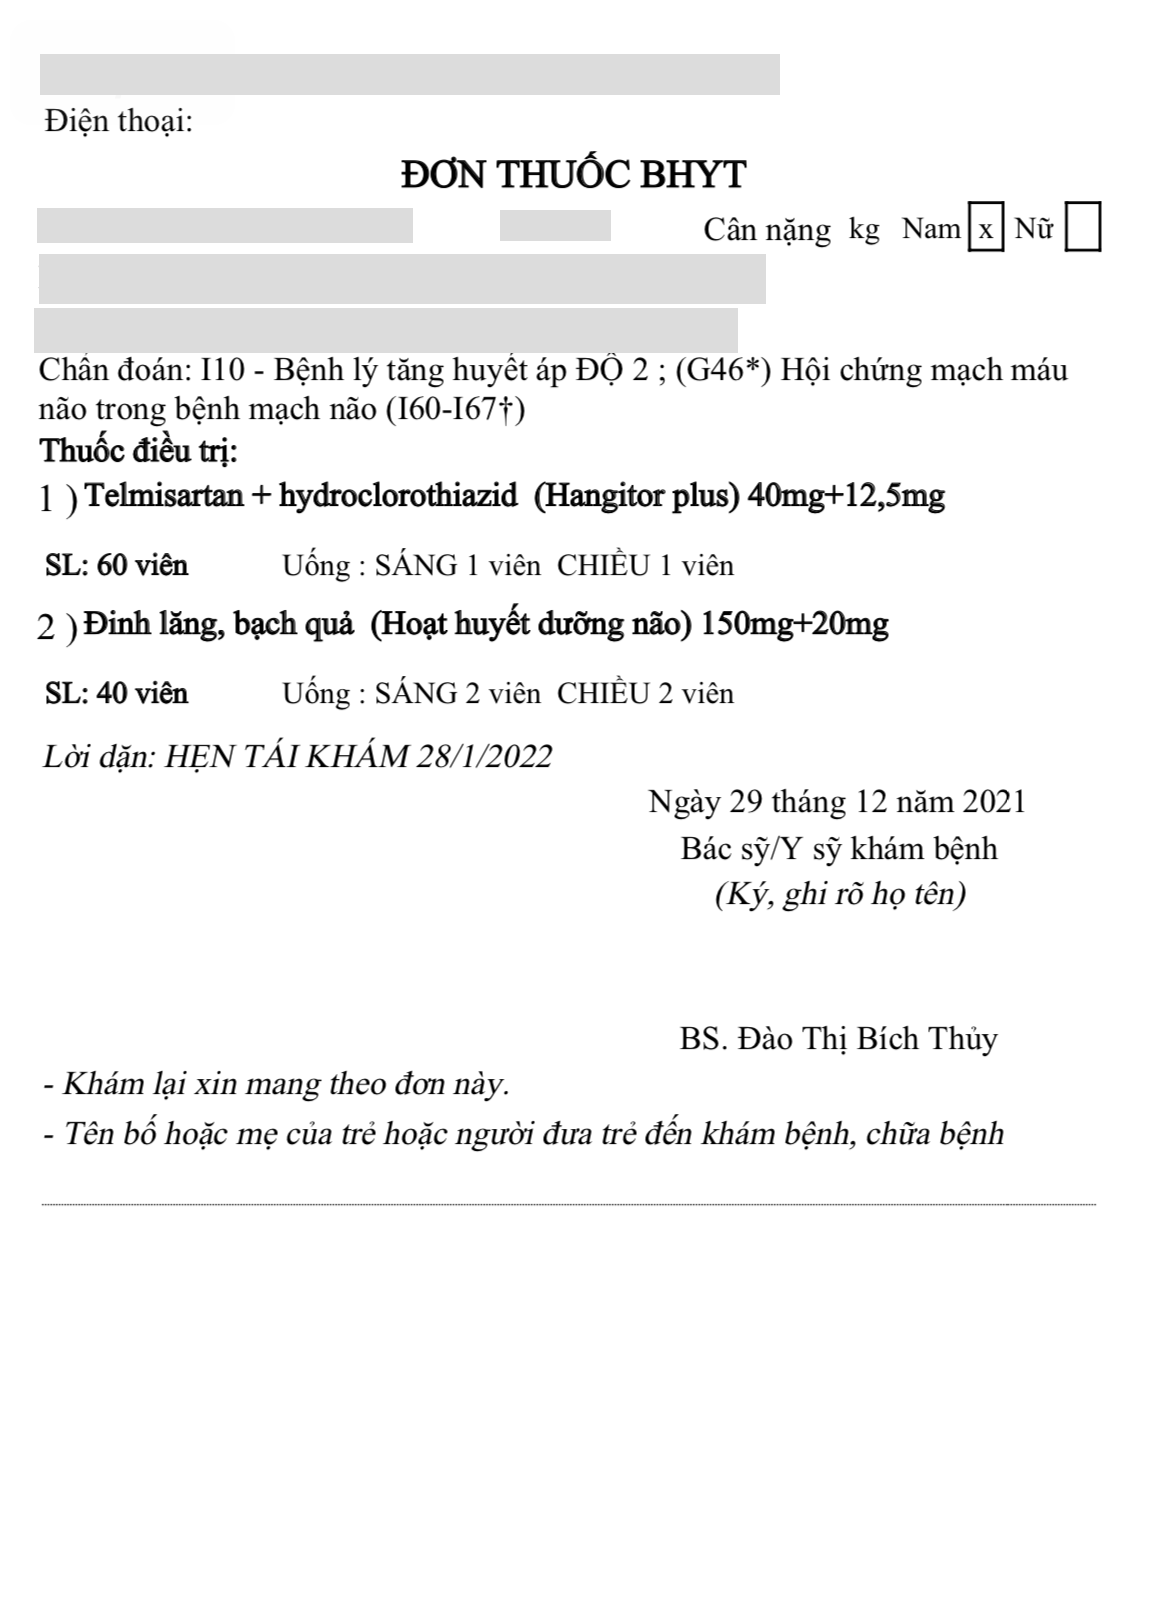 Điện thoại:
ĐƠN THUỐC BHYT
Cân nặng kg Nam x Nữ
Chẩn đoán: I10 - Bệnh lý tăng huyết áp ĐỘ 2 ; (G46*) Hội chứng mạch máu
não trong bệnh mạch não (I60-I67†)
Thuốc điều trị:
1 ) Telmisartan + hydroclorothiazid (Hangitor plus) 40mg+12,5mg
SL: 60 viên Uống : SÁNG 1 viên CHIỀU 1 viên
2 ) Đinh lăng, bạch quả (Hoạt huyết dưỡng não) 150mg+20mg
SL: 40 viên Uống : SÁNG 2 viên CHIỀU 2 viên
Lời dặn: HẸN TÁI KHÁM 28/1/2022
Ngày 29 tháng 12 năm 2021
Bác sỹ/Y sỹ khám bệnh
(Ký, ghi rõ họ tên)
BS. Đào Thị Bích Thủy
- Khám lại xin mang theo đơn này.
- Tên bố hoặc mẹ của trẻ hoặc người đưa trẻ đến khám bệnh, chữa bệnh